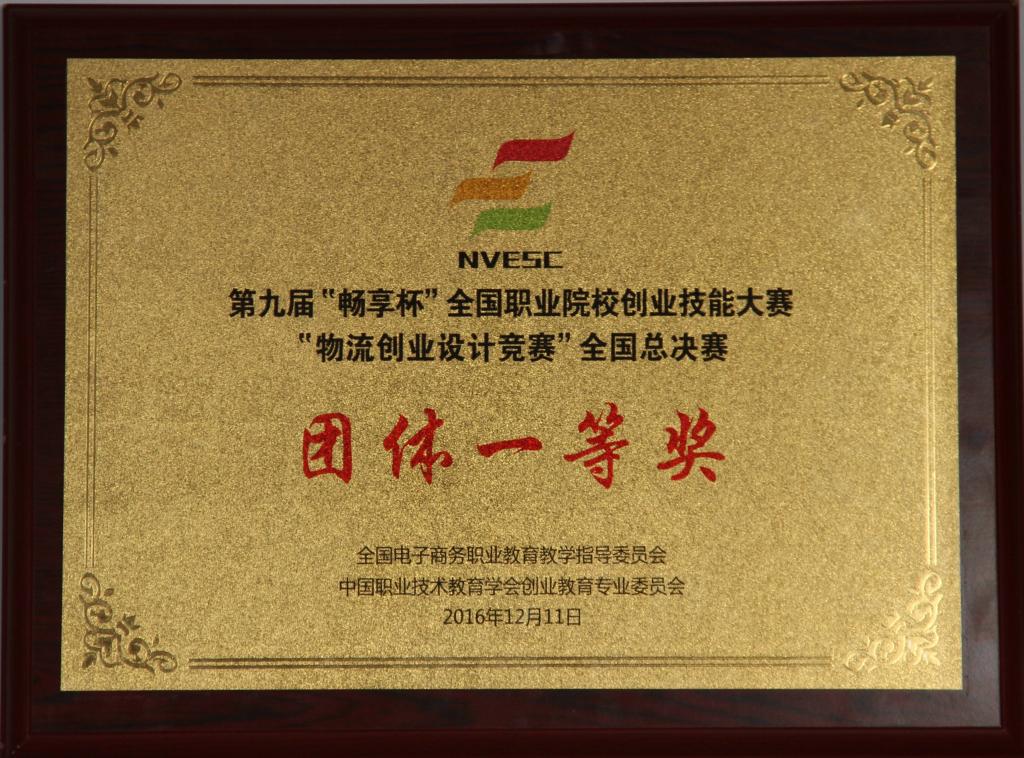 NVESC
第九届“畅享杯”全国职业院校创业技能大赛
“物流创业设计竞赛”全国总决赛
团体一等奖
全国电子商务职业教育教学指导委员会
中国职业技术教育学会创业教育专业委员会
2016年12月11日